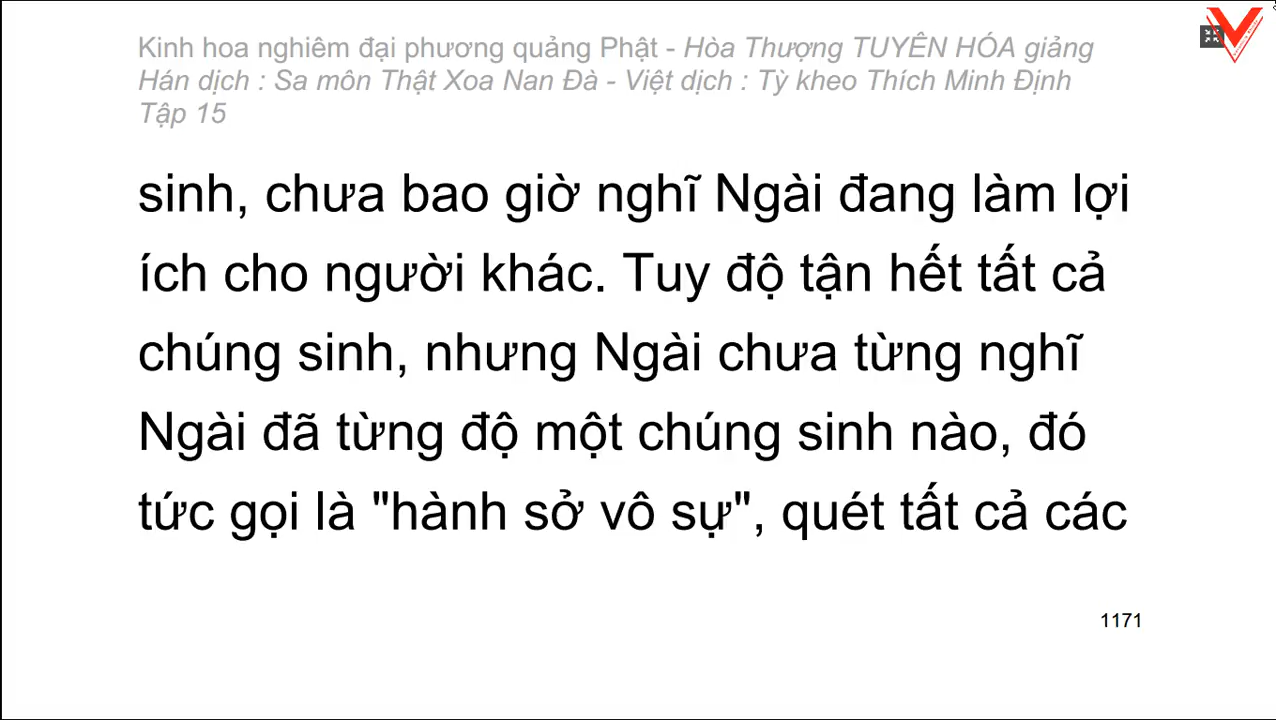 Kinh hoa nghiêm đại phương quảng Phật - Hòa Thượng TUYÊN HÓA giảng
Hán dịch : Sa môn Thật Xoa Nan Đà - Việt dịch : Tỳ kheo Thích Minh Định
Tập 15
sinh, chưa bao giờ nghĩ Ngài đang làm lợi
ích cho người khác. Tuy độ tận hết tất cả
chúng sinh, nhưng Ngài chưa từng nghĩ
Ngài đã từng độ một chúng sinh nào, đó
tức gọi là "hành sở vô sự", quét tất cả các
1171